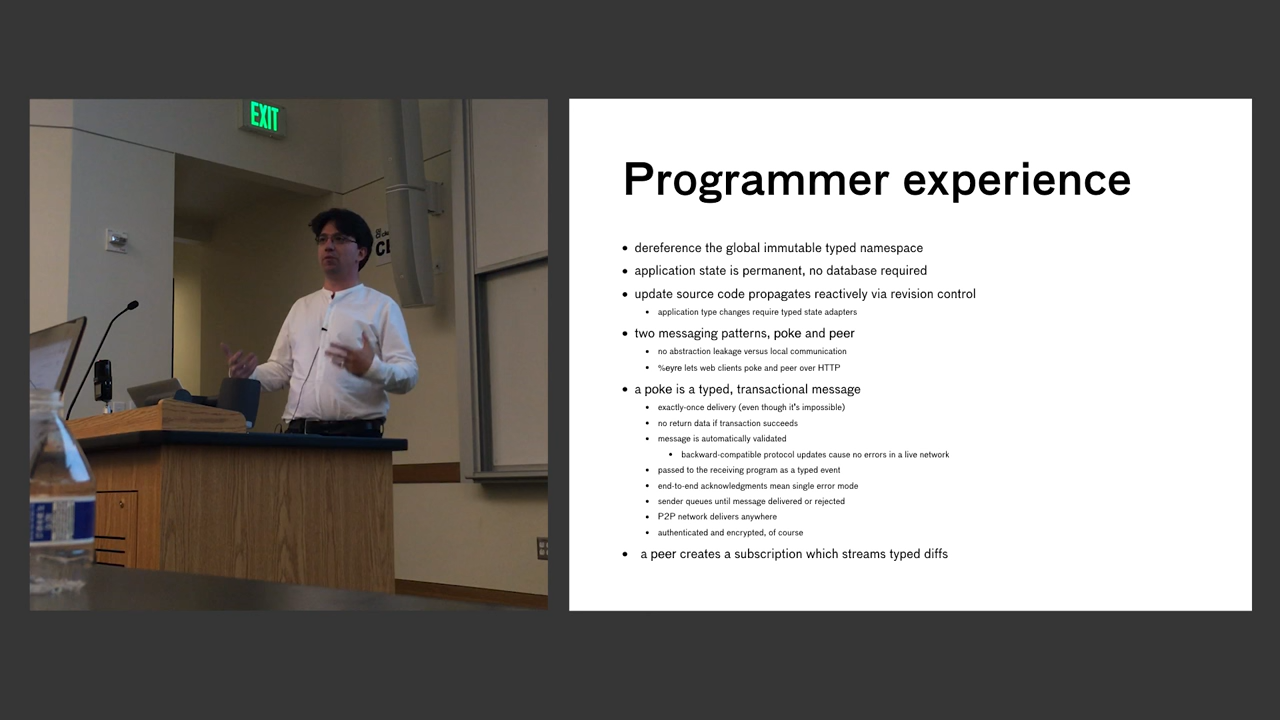 EXIT
Programmer experience
dereference the global immutable typed namespace
application state is permanent, no database required
update source code propagates reactively via revision control
application type changes require typed state adapters
two messaging patterns, poke and peer
no abstraction leakage versus local communication
%eyre lets web clients poke and peer over HTTP
a poke is a typed, transactional message
exactly-once delivery (even though it's impossible)
no return data if transaction succeeds
message is automatically validated
backward-compatible protocol updates cause no errors in a live network
passed to the receiving program as a typed event
end-to-end acknowledgments mean single error mode
sender queues until message delivered or rejected
P2P network delivers anywhere
authenticated and encrypted, of course
a peer creates a subscription which streams typed diffs